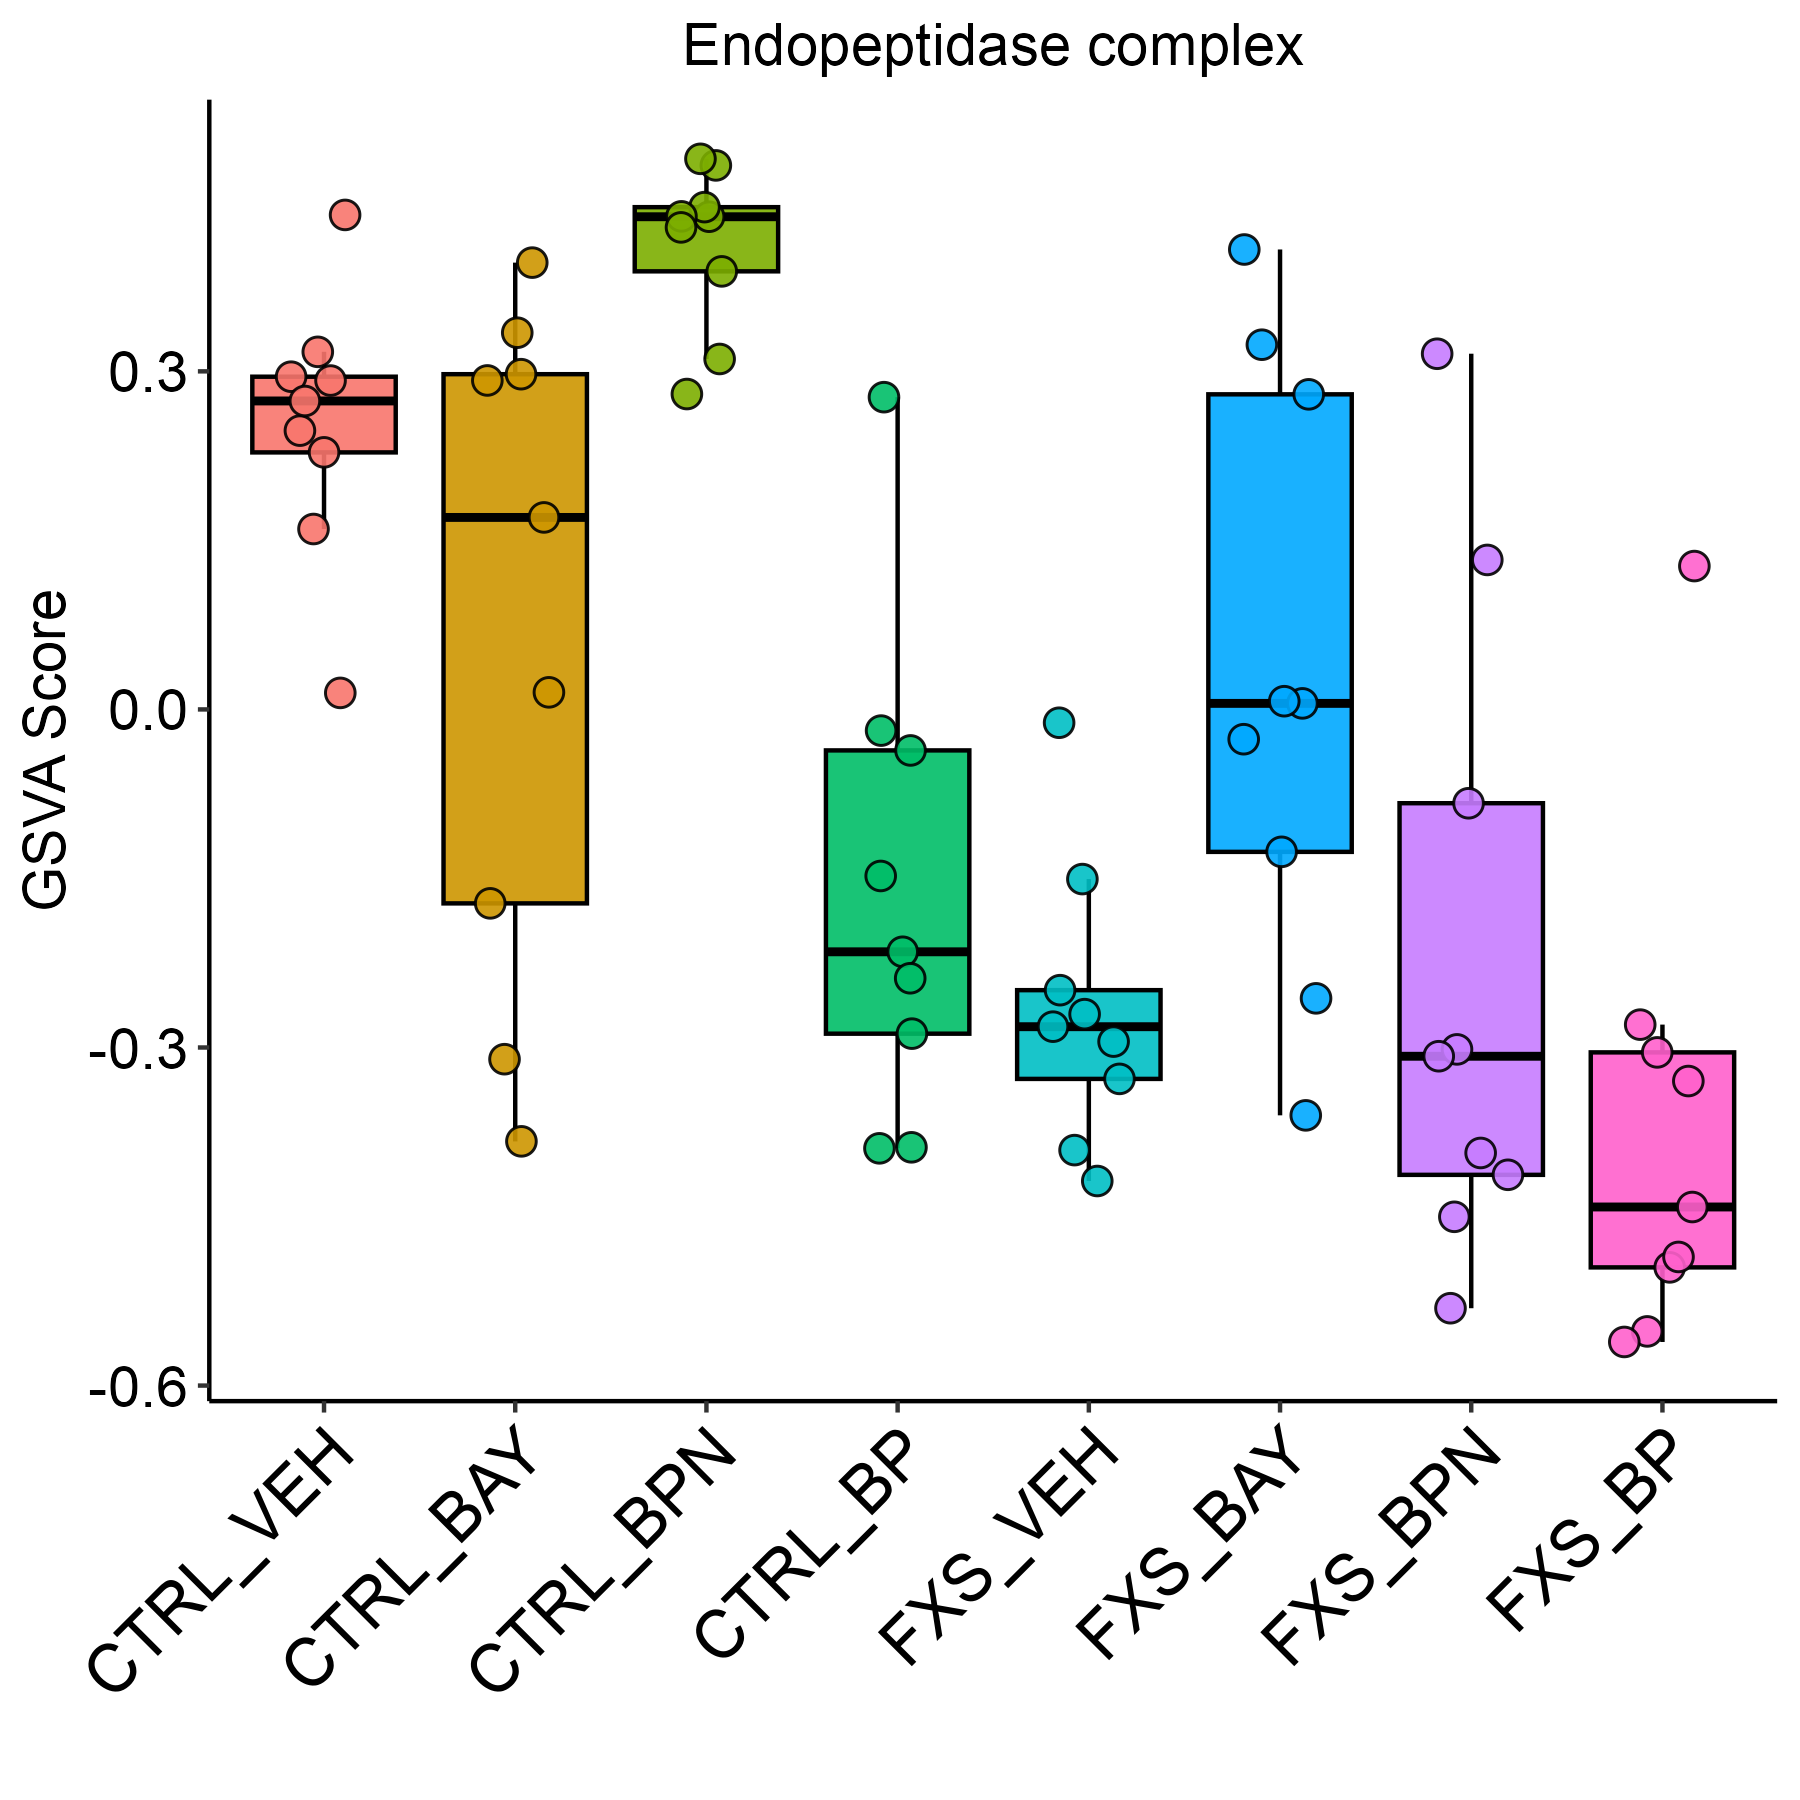 Endopeptidase complex
GSVA Score
0.3
0.0
-0.3
-0.6
CTRL_VEH
CTRL_BAY
CTRL_BPN
CTRL_BP
FXS_VEH
FXS_BAY
FXS_BPN
FXS_BP